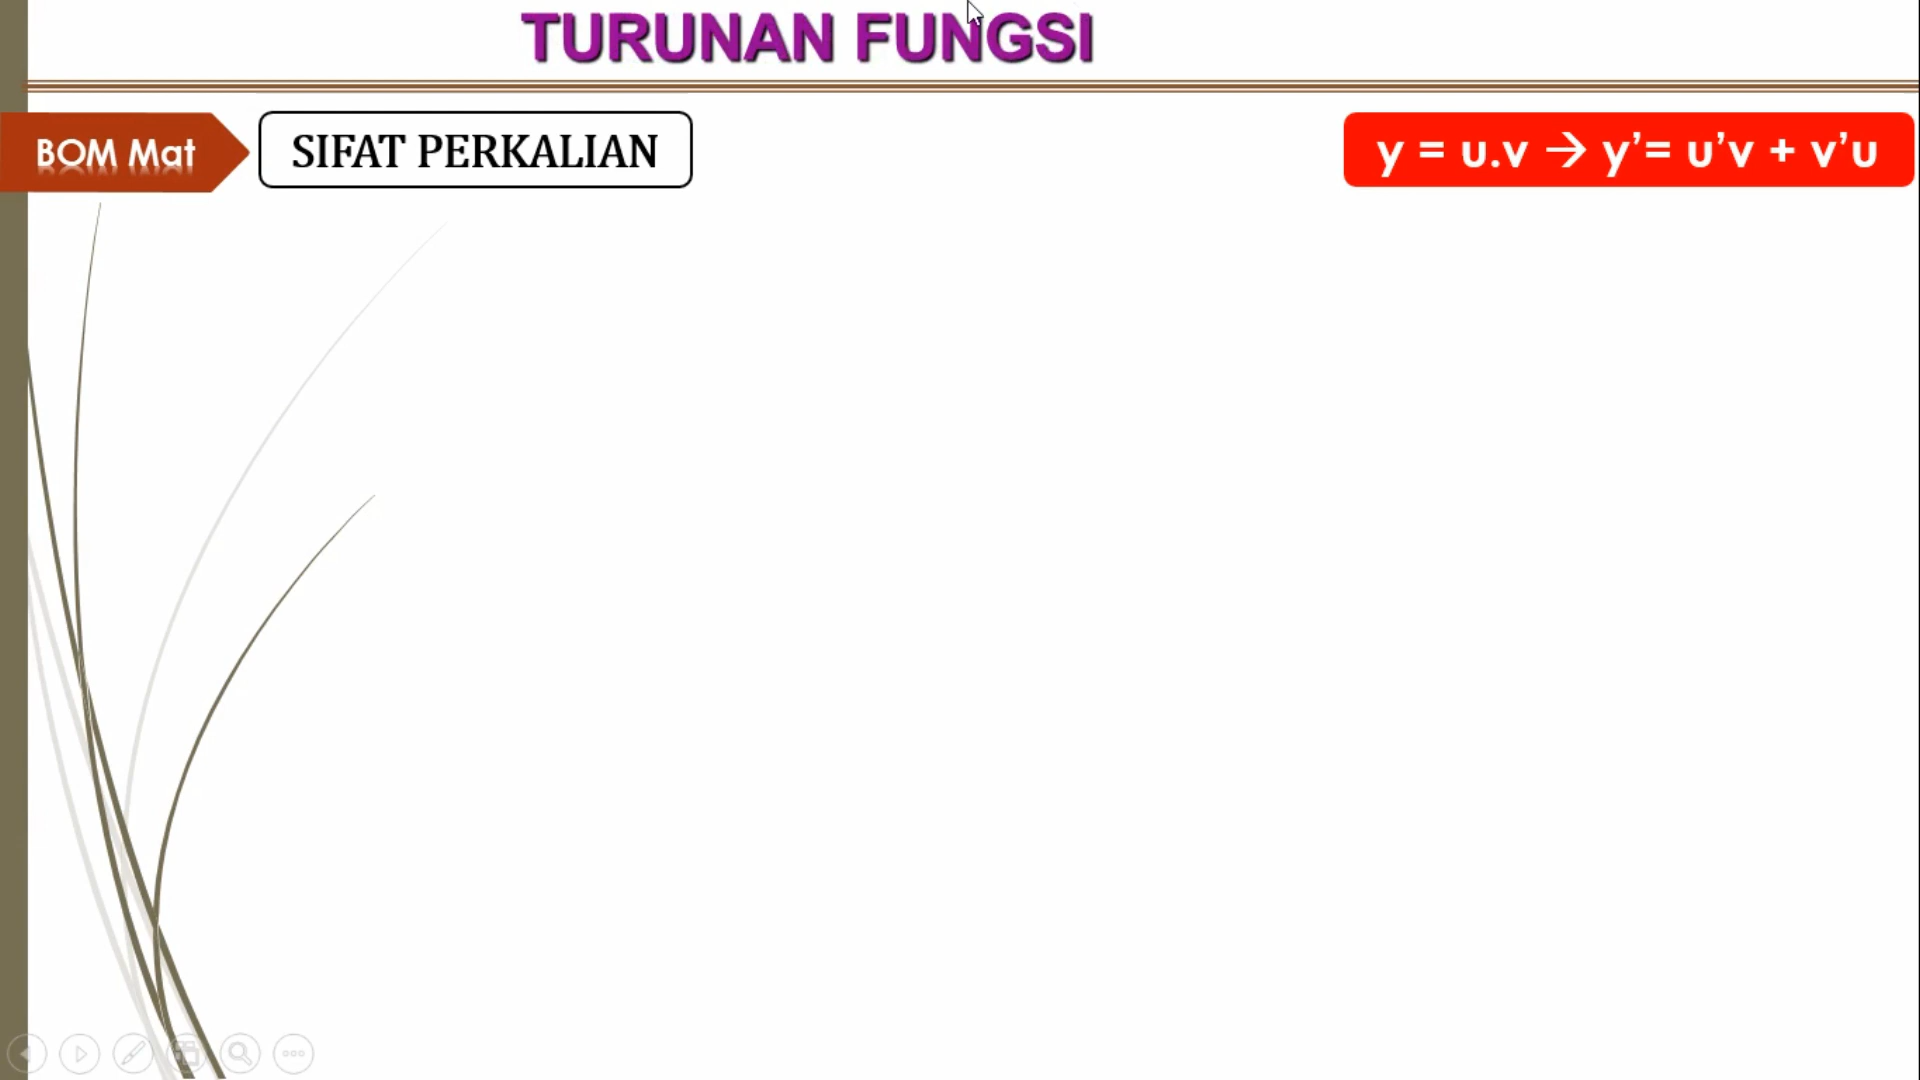 TURUNAN FUNGSI
BOM Mat
SIFAT PERKALIAN
y = u.v → y’= u’v + v’u